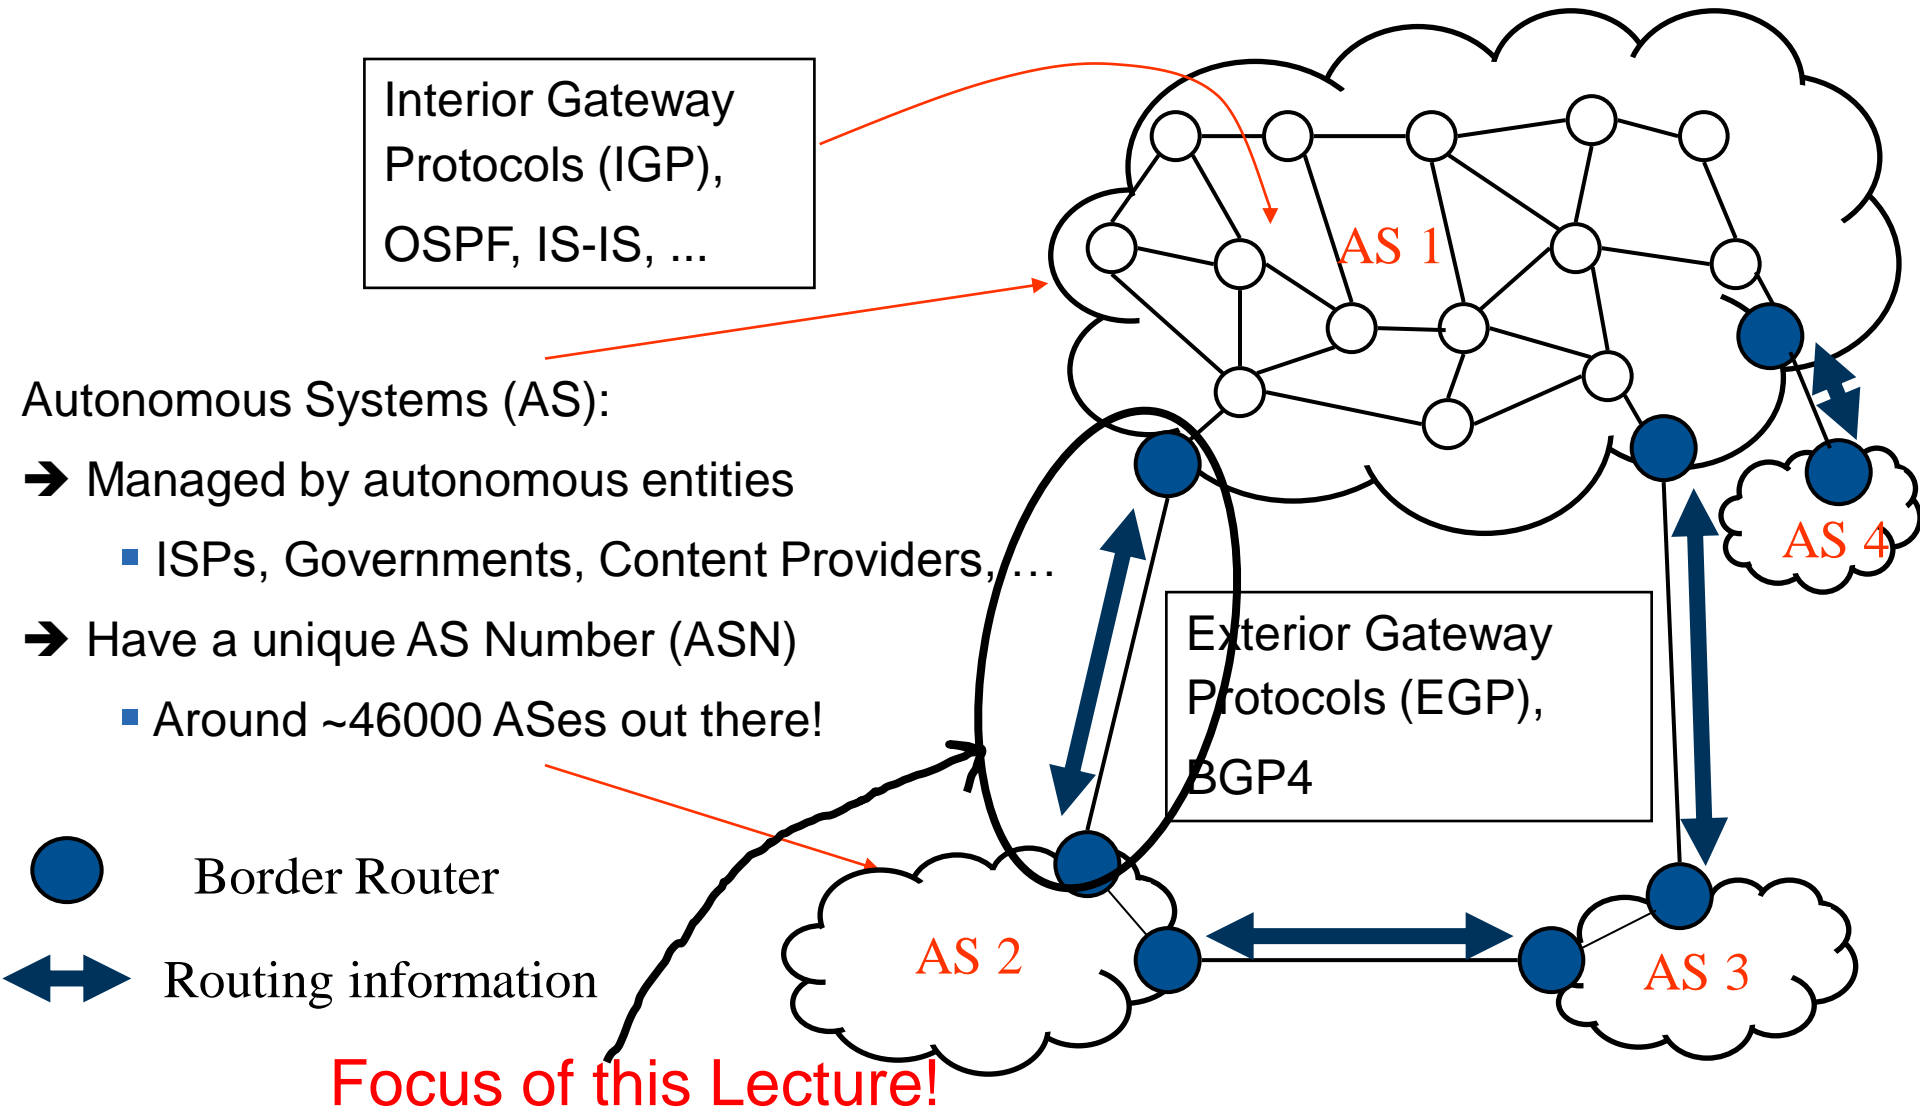 Interior Gateway
Protocols (IGP),
OSPF, IS-IS, ...
AS 1
Autonomous Systems (AS):
➔ Managed by autonomous entities
▪ ISPs, Governments, Content Providers, …
➔ Have a unique AS Number (ASN)
▪ Around ~46000 ASes out there!
AS 4
Exterior Gateway
Protocols (EGP),
BGP4
Border Router
Routing information
AS 2
AS 3
Focus of this Lecture!